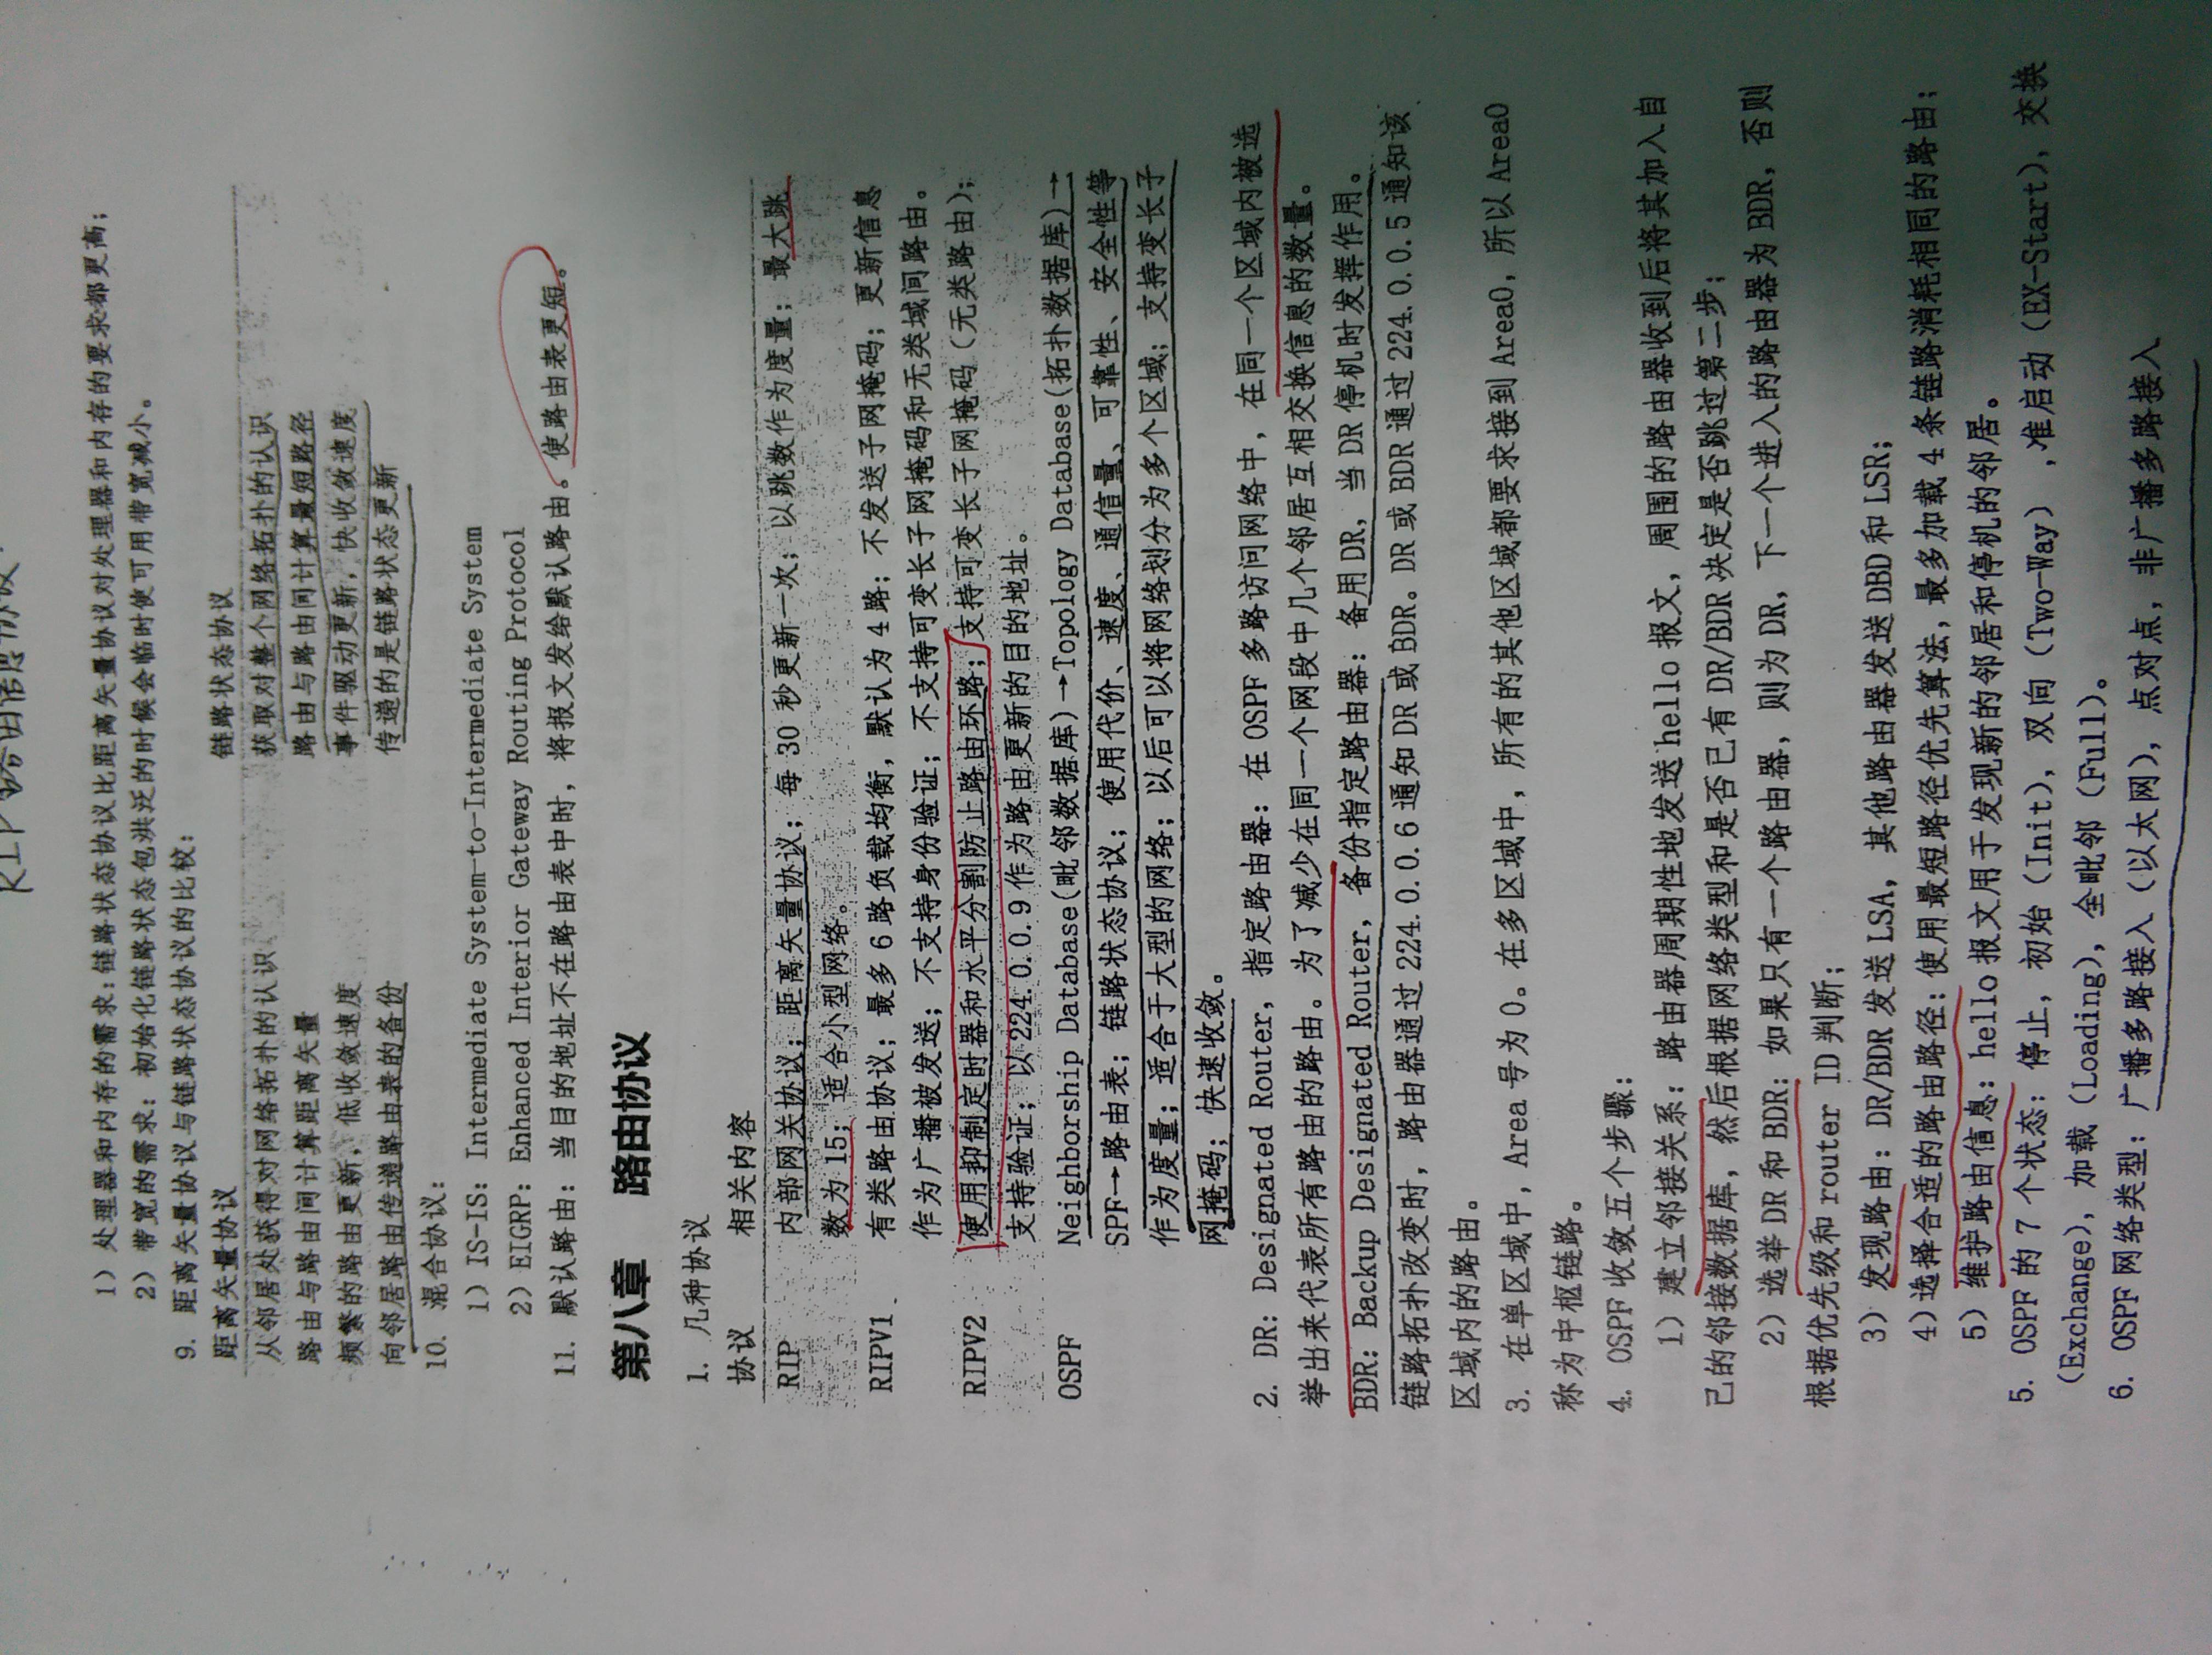 RIP 路由信息协议
1) 处理器和内存的需求：链路状态协议比距离矢量协议对处理器和内存的要求都更高；
2) 带宽的需求：初始化链路状态包洪泛的时候会临时使可用带宽减小。
9. 距离矢量协议与链路状态协议的比较：
距离矢量协议 链路状态协议
从邻居处获得对网络拓扑的认识 获取对整个网络拓扑的认识
路由与路由间计算距离矢量 路由与路由间计算最短路径
频繁的路由更新，低收敛速度 事件驱动更新，快收敛速度
向邻居路由传递路由表的备份 传递的是链路状态更新
10. 混合协议：
1) IS-IS: Intermediate System-to-Intermediate System
2) EIGRP: Enhanced Interior Gateway Routing Protocol
11. 默认路由：当目的地址不在路由表中时，将报文发给默认路由。使路由表更短。
第八章 路由协议
1. 几种协议
协议 相关内容
RIP 内部网关协议；距离矢量协议；每 30 秒更新一次；以跳数作为度量；最大跳
数为 15；适合小型网络。
RIPV1 有类路由协议；最多 6 路负载均衡，默认为 4 路；不发送子网掩码；更新信息
作为广播被发送；不支持身份验证；不支持可变长子网掩码和无类域间路由。
RIPV2 使用抑制定时器和水平分割防止路由环路；支持可变长子网掩码（无类路由）；
支持验证；以 224.0.0.9 作为路由更新的目的地址。
OSPF Neighborship Database(毗邻数据库)→Topology Database(拓扑数据库)→
SPF→路由表；链路状态协议；使用代价、速度、通信量、可靠性、安全性等
作为度量；适合于大型的网络；以后可以将网络划分为多个区域；支持变长子
网掩码；快速收敛。
2. DR: Designated Router, 指定路由器：在 OSPF 多路访问网络中，在同一个区域内被选
举出来代表所有路由的路由。为了减少在同一个网段中几个邻居互相交换信息的数量。
BDR: Backup Designated Router, 备份指定路由器：备用 DR，当 DR 停机时发挥作用。
链路拓扑改变时，路由器通过 224.0.0.6 通知 DR 或 BDR。DR 或 BDR 通过 224.0.0.5 通知该
区域内的路由。
3. 在单区域中，Area 号为 0。在多区域中，所有的其他区域都要求接到 Area0，所以 Area0
称为中枢链路。
4. OSPF 收敛五个步骤：
1) 建立邻接关系：路由器周期性地发送 hello 报文，周围的路由器收到后将其加入自
己的邻接数据库，然后根据网络类型和是否已有 DR/BDR 决定是否跳过第二步；
2) 选举 DR 和 BDR：如果只有一个路由器，则为 DR，下一个进入的路由器为 BDR，否则
根据优先级和 router ID 判断；
3) 发现路由：DR/BDR 发送 LSA，其他路由器发送 DBD 和 LSR；
4) 选择合适的路由路径：使用最短路径优先算法，最多加载 4 条链路消耗相同的路由；
5) 维护路由信息：hello 报文用于发现新的邻居和停机的邻居。
5. OSPF 的 7 个状态：停止，初始（Init），双向（Two-Way），准启动（EX-Start），交换
（Exchange），加载（Loading），全毗邻（Full）。
6. OSPF 网络类型：广播多路接入（以太网），点对点，非广播多路接入